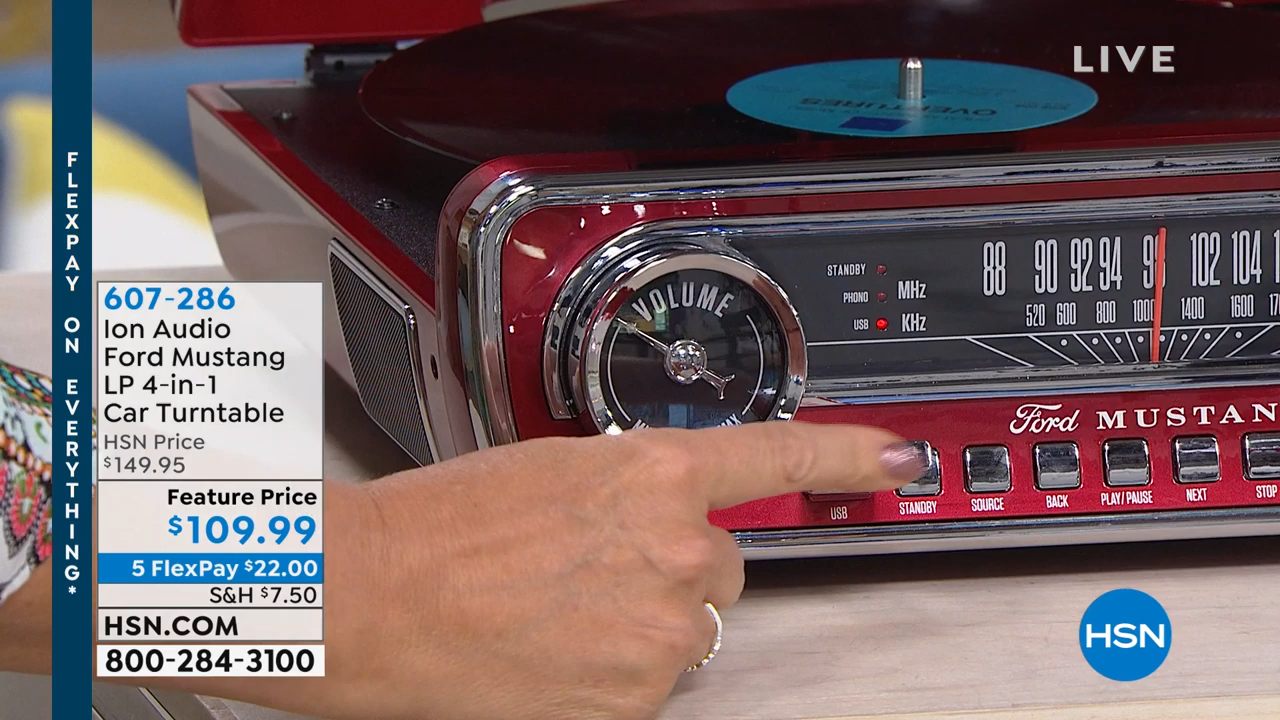 LIVE
FLEXPAY ON EVERYTHING*
607-286
Ion Audio
Ford Mustang
LP 4-in-1
Car Turntable
HSN Price
$149.95
Feature Price
$109.99
5 FlexPay $22.00
S&H $7.50
HSN.COM
800-284-3100
OVERTURES
VOLUME
STANDBY
PHONO
USB
MHz
KHz
88 90 92 94 102 104
520 600 800 1000 1400 1600
Ford MUSTAN
USB
STANDBY
SOURCE
BACK
PLAY/PAUSE
NEXT
STOP
HSN